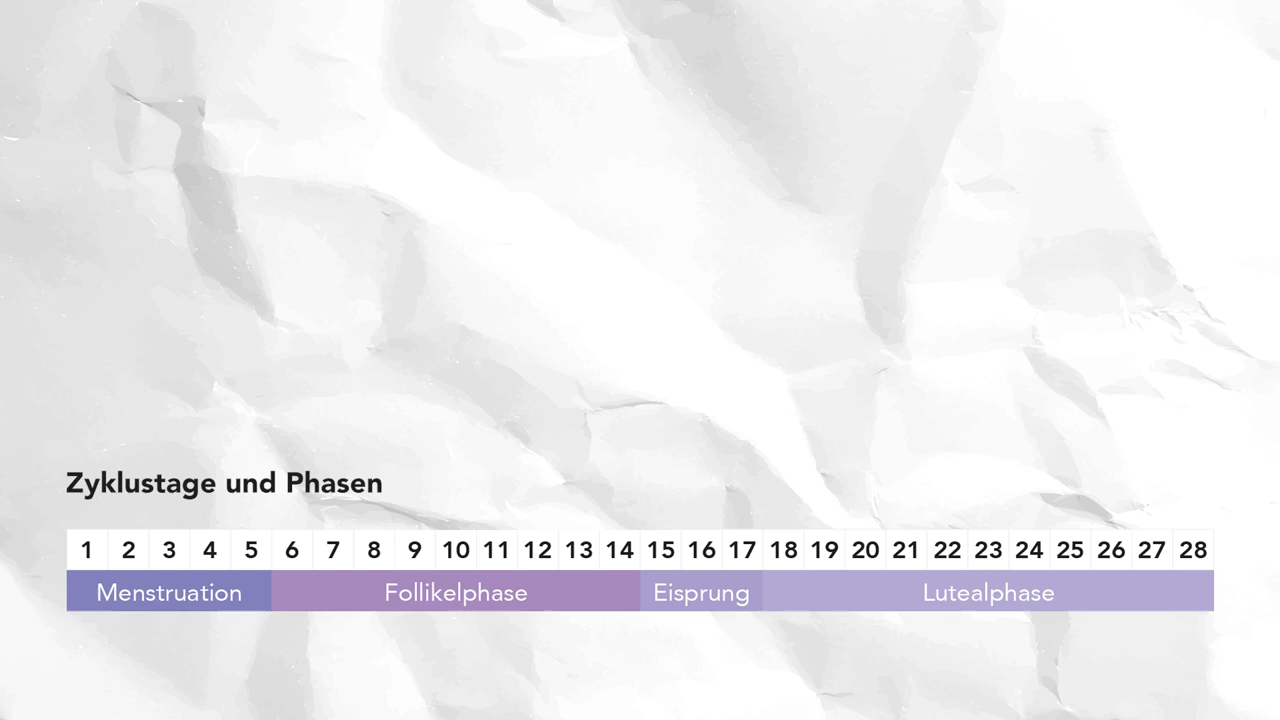 Zyklustage und Phasen
1 2 3 4 5 6 7 8 9 10 11 12 13 14 15 16 17 18 19 20 21 22 23 24 25 26 27 28
Menstruation Follikelphase Eisprung Lutealphase